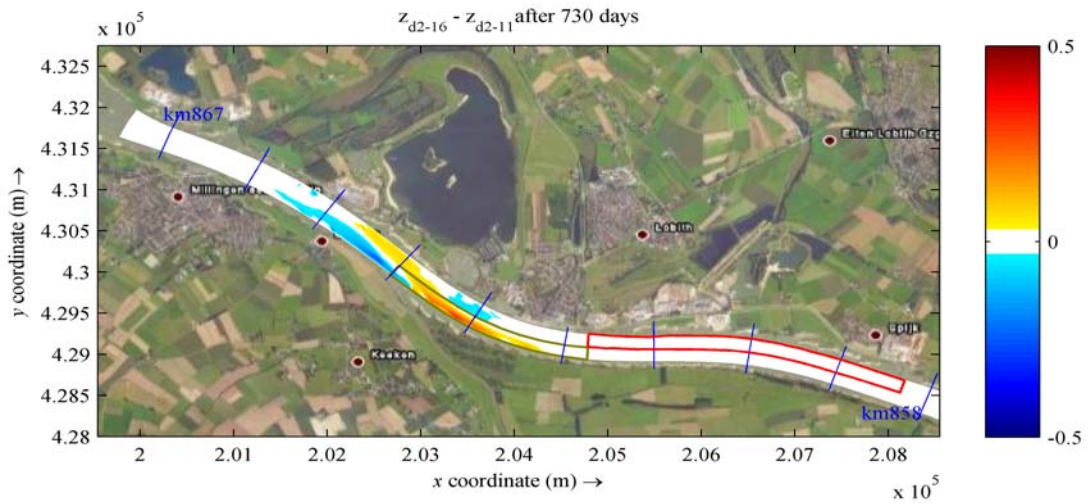 z_d2-16 - z_d2-11 after 730 days
x 10^5
4.325
4.32
4.315
4.31
4.305
4.3
4.295
4.29
4.285
4.28
y coordinate (m) →
km867
Lobith
Keeken
km858
2
2.01
2.02
2.03
2.04
2.05
2.06
2.07
2.08
x 10^5
x coordinate (m) →
0.5
0
-0.5